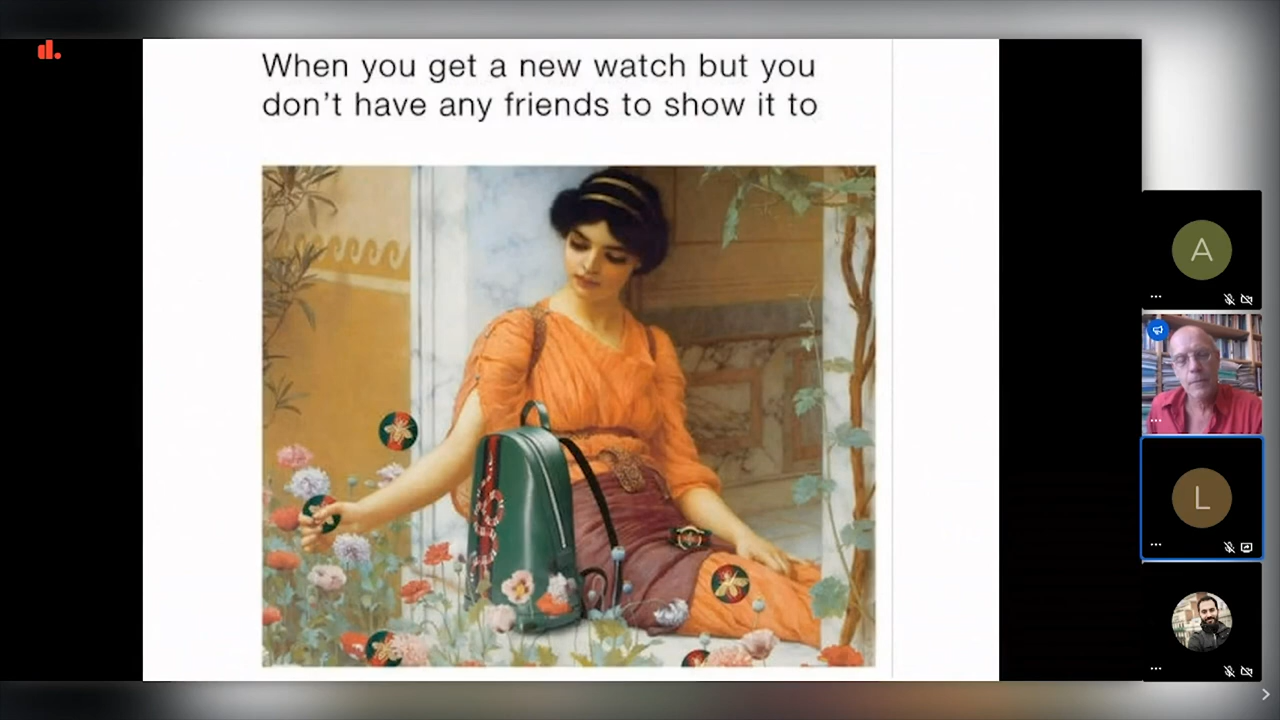 d.
When you get a new watch but you
don't have any friends to show it to
A
L